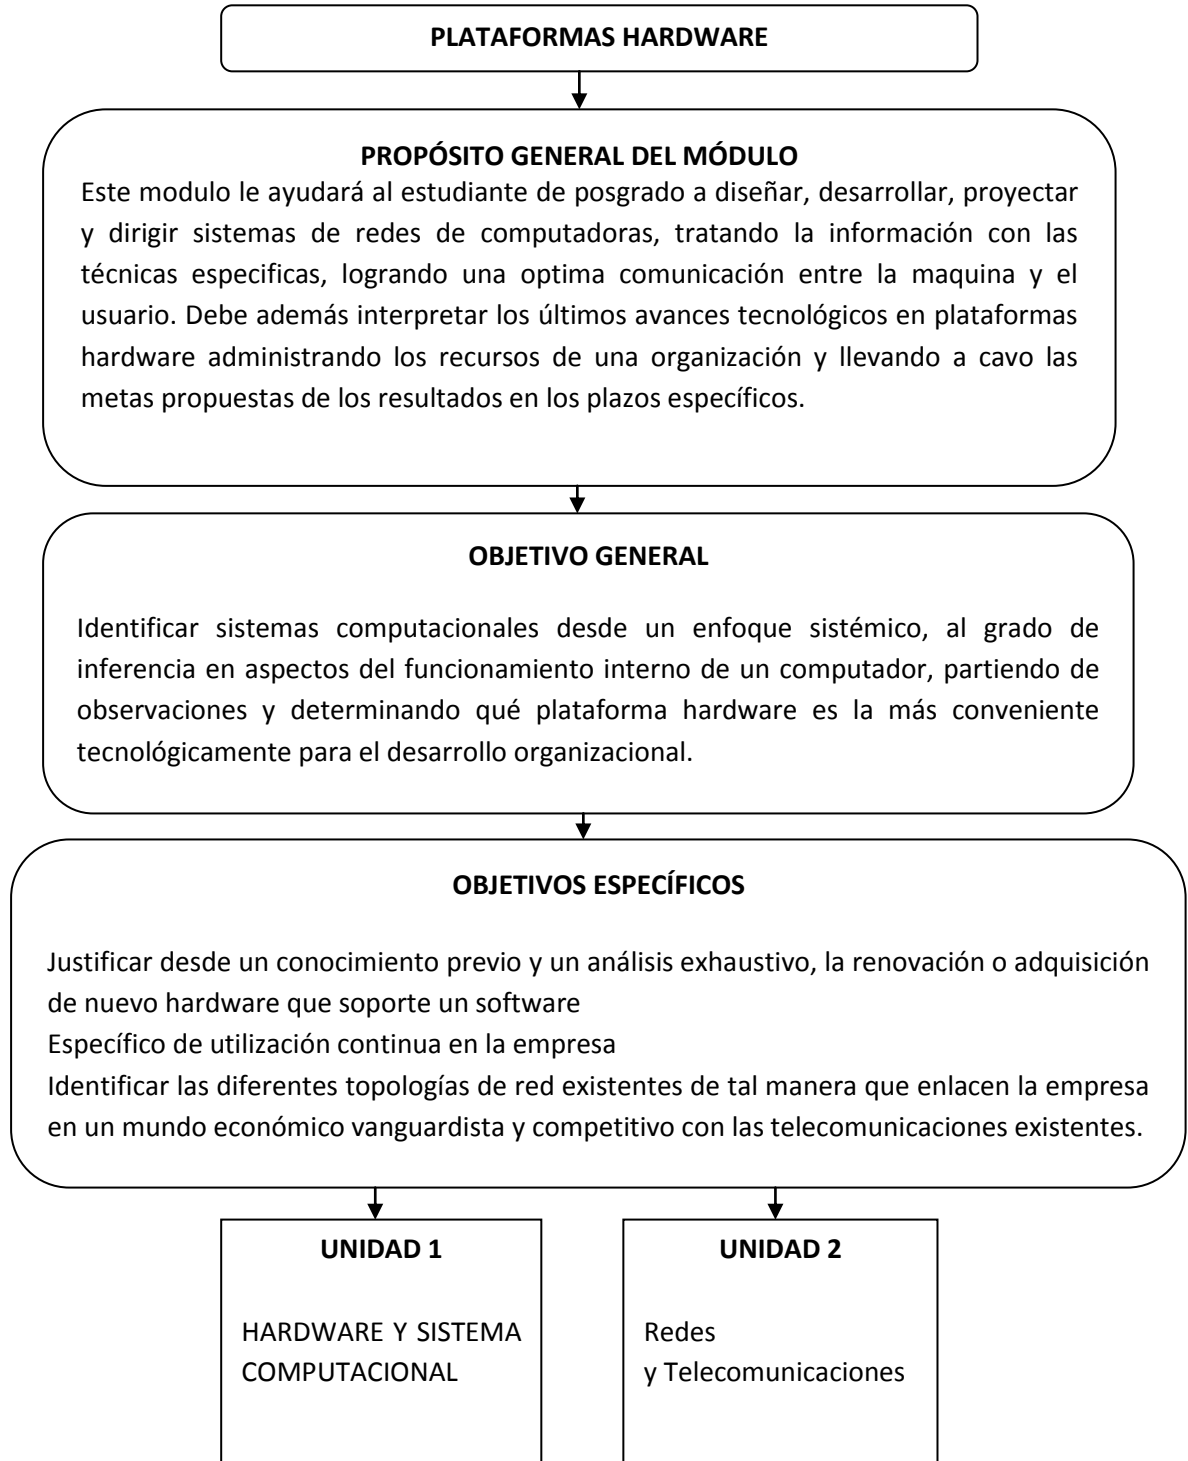 PLATAFORMAS HARDWARE
PROPÓSITO GENERAL DEL MÓDULO
Este modulo le ayudará al estudiante de posgrado a diseñar, desarrollar, proyectar
y dirigir sistemas de redes de computadoras, tratando la información con las
técnicas especificas, logrando una optima comunicación entre la maquina y el
usuario. Debe además interpretar los últimos avances tecnológicos en plataformas
hardware administrando los recursos de una organización y llevando a cavo las
metas propuestas de los resultados en los plazos específicos.
OBJETIVO GENERAL
Identificar sistemas computacionales desde un enfoque sistémico, al grado de
inferencia en aspectos del funcionamiento interno de un computador, partiendo de
observaciones y determinando qué plataforma hardware es la más conveniente
tecnológicamente para el desarrollo organizacional.
OBJETIVOS ESPECÍFICOS
Justificar desde un conocimiento previo y un análisis exhaustivo, la renovación o adquisición
de nuevo hardware que soporte un software
Específico de utilización continua en la empresa
Identificar las diferentes topologías de red existentes de tal manera que enlacen la empresa
en un mundo económico vanguardista y competitivo con las telecomunicaciones existentes.
UNIDAD 1
HARDWARE Y SISTEMA
COMPUTACIONAL
UNIDAD 2
Redes
y Telecomunicaciones